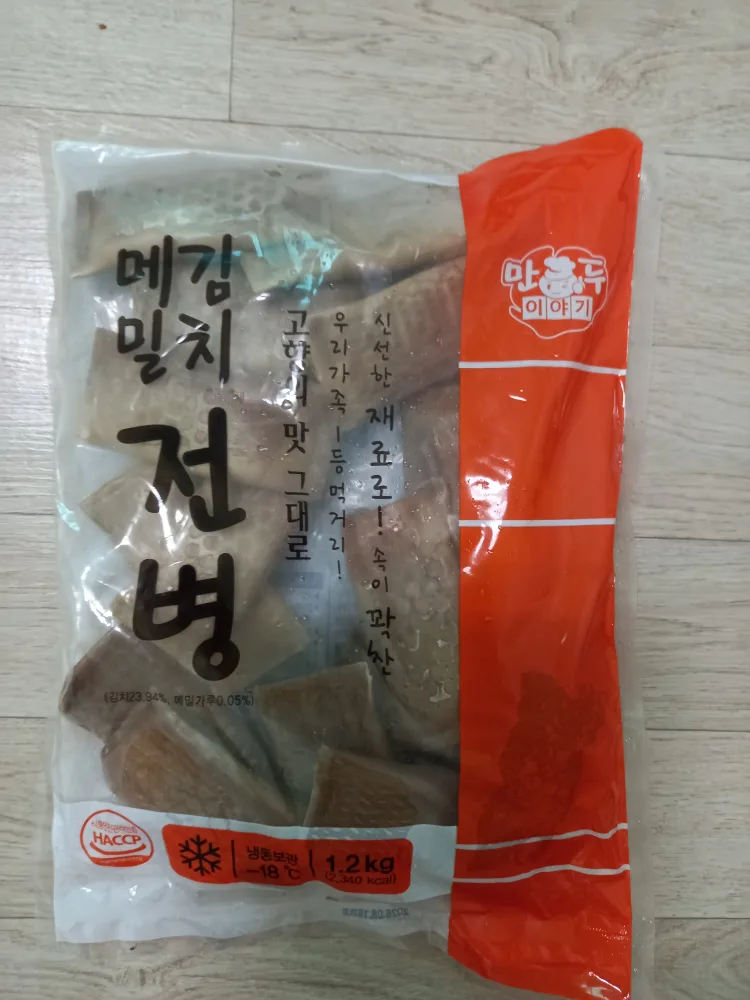 만두
이야기
김치
메밀
전병
신선한 재료로! 속이 꽉찬
우리가족 1등먹거리!
고향의 맛 그대로
(김치23.94%, 메밀가루0.05%)
HACCP
냉동보관
-18 ℃
1.2kg
(2,340 kcal)